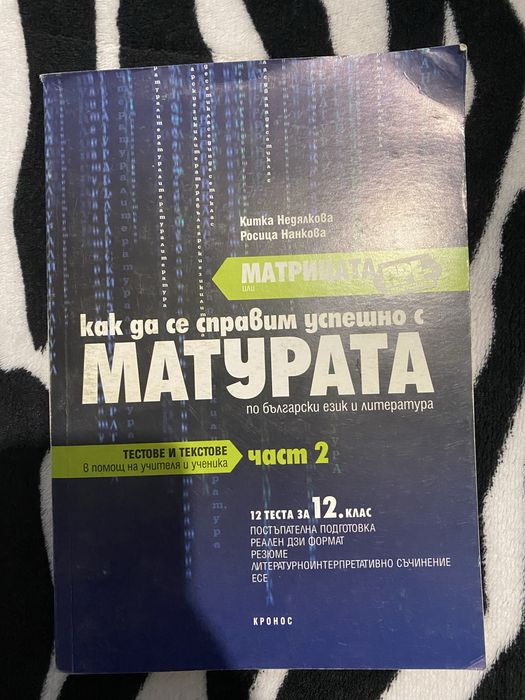 Китка Недялкова
Росица Нанкова
МАТРИЦАТА
или
как да се справим успешно с
МАТУРАТА
по български език и литература
ТЕСТОВЕ И ТЕКСТОВЕ
в помощ на учителя и ученика
част 2
12 ТЕСТА ЗА 12. КЛАС
ПОСТЪПАТЕЛНА ПОДГОТОВКА
РЕАЛЕН ДЗИ ФОРМАТ
РЕЗЮМЕ
ЛИТЕРАТУРНОИНТЕРПРЕТАТИВНО СЪЧИНЕНИЕ
ЕСЕ
КРОНОС